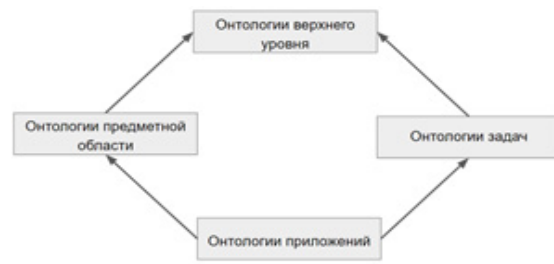 Онтологии верхнего
уровня
Онтологии предметной
области
Онтологии задач
Онтологии приложений